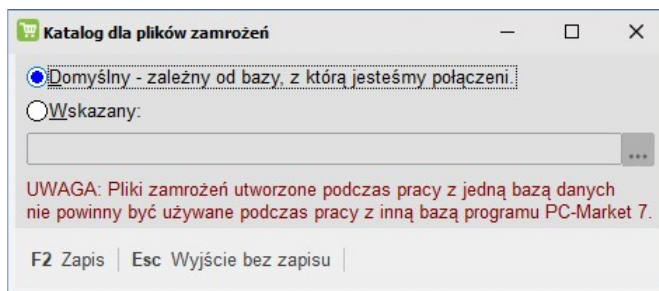 Katalog dla plików zamrożeń
Domyślny - zależny od bazy, z którą jesteśmy połączeni.
Wskazany:
...
UWAGA: Pliki zamrożeń utworzone podczas pracy z jedną bazą danych
nie powinny być używane podczas pracy z inną bazą programu PC-Market 7.
F2 Zapis | Esc Wyjście bez zapisu |